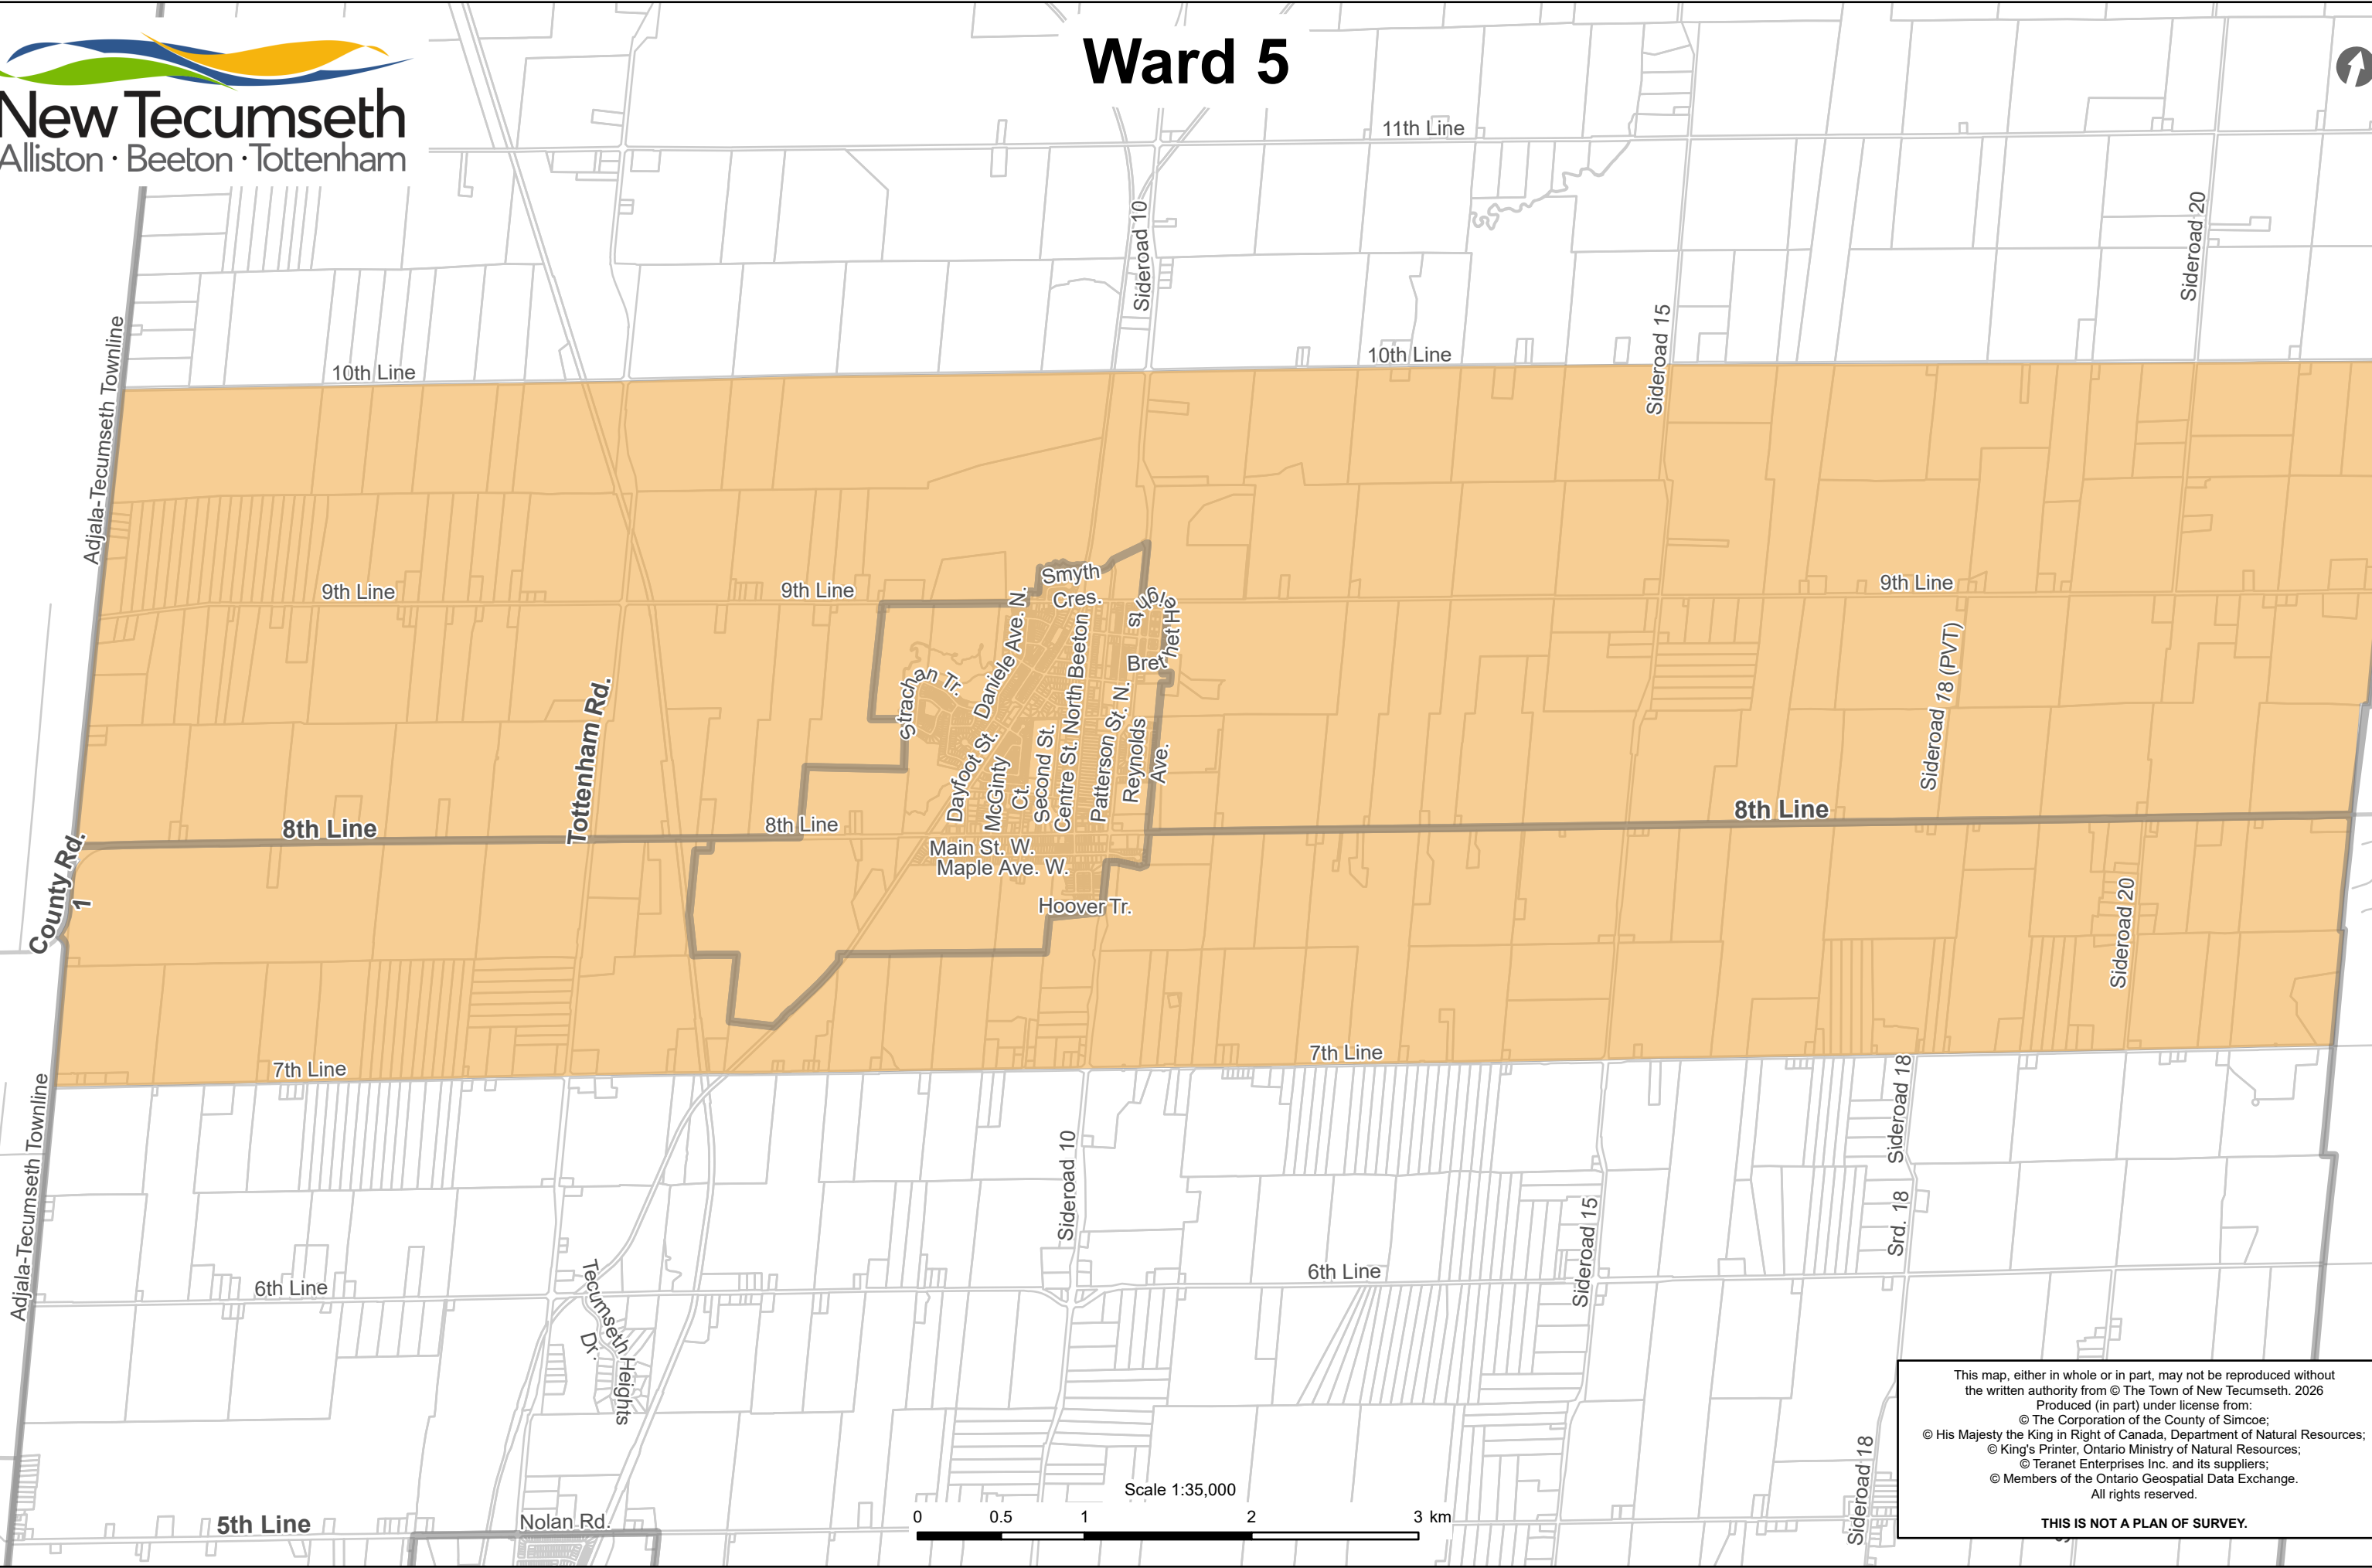 Ward 5
New Tecumseth
Alliston · Beeton · Tottenham
11th Line
Sideroad 10
Sideroad 20
Sideroad 15
Adjala-Tecumseth Townline
10th Line
10th Line
Smyth
Cres.
9th Line
9th Line
9th Line
Daniele Ave. N.
Bretnet Heights
Strachan Tr.
Centre St. North Beeton
Patterson St. N.
Reynolds
Ave.
Sideroad 18 (PVT)
Tottenham Rd.
Dayfoot St.
McGinty
Ct.
Second St.
8th Line
8th Line
8th Line
Main St. W.
Maple Ave. W.
County Rd.
1
Hoover Tr.
Sideroad 20
7th Line
7th Line
Adjala-Tecumseth Townline
Sideroad 10
Sideroad 18
Srd. 18
Sideroad 15
6th Line
6th Line
Tecumseth Heights
Dr.
Sideroad 18
5th Line
Nolan Rd.
Scale 1:35,000
0 0.5 1 2 3 km
This map, either in whole or in part, may not be reproduced without
the written authority from © The Town of New Tecumseth. 2026
Produced (in part) under license from:
© The Corporation of the County of Simcoe;
© His Majesty the King in Right of Canada, Department of Natural Resources;
© King's Printer, Ontario Ministry of Natural Resources;
© Teranet Enterprises Inc. and its suppliers;
© Members of the Ontario Geospatial Data Exchange.
All rights reserved.
THIS IS NOT A PLAN OF SURVEY.